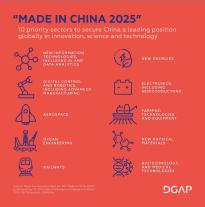 "MADE IN CHINA 2025"
10 priority sectors to secure China a leading position
globally in innovation, science and technology
NEW INFORMATION
TECHNOLOGIES,
INCLUDING AI AND
DATA ANALYTICS
NEW ENERGIES
DIGITAL CONTROL
AND ROBOTICS,
INCLUDING ADVANCED
MANUFACTURING
ELECTRONICS,
INCLUDING
SEMICONDUCTORS
AEROSPACE
FARMING
TECHNOLOGIES
AND EQUIPMENT
OCEAN
ENGINEERING
NEW PHYSICAL
MATERIALS
RAILWAYS
BIOTECHNOLOGY
AND MEDICAL
TECHNOLOGIES
DGAP